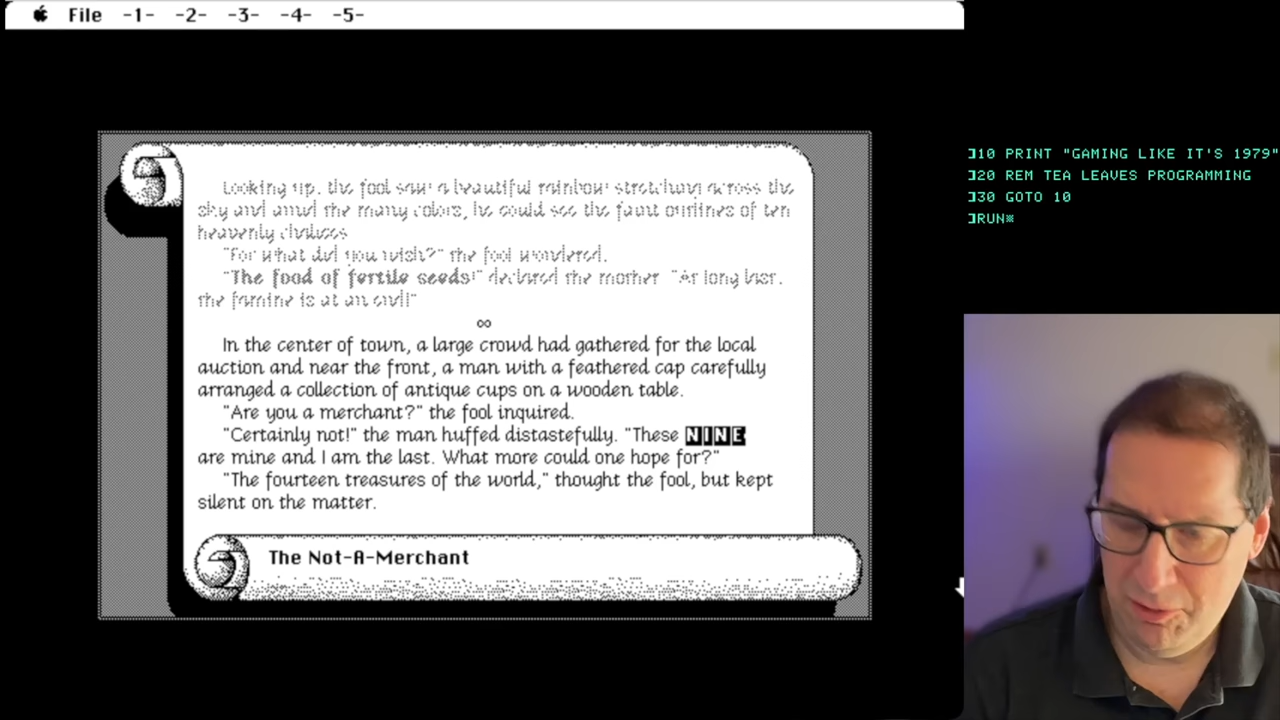 File -1- -2- -3- -4- -5-
]10 PRINT "GAMING LIKE IT'S 1979"
]20 REM TEA LEAVES PROGRAMMING
]30 GOTO 10
]RUN
Looking up, the fool saw a beautiful rainbow stretching across the
sky and amid the many colors, he could see the faint outlines of ten
heavenly chalices.
"For what did you wish?" the fool wondered.
"The food of fertile seeds!" declared the mother. "At long last,
the famine is at an end!"
∞
In the center of town, a large crowd had gathered for the local
auction and near the front, a man with a feathered cap carefully
arranged a collection of antique cups on a wooden table.
"Are you a merchant?" the fool inquired.
"Certainly not!" the man huffed distastefully. "These NINE
are mine and I am the last. What more could one hope for?"
"The fourteen treasures of the world," thought the fool, but kept
silent on the matter.
The Not-A-Merchant